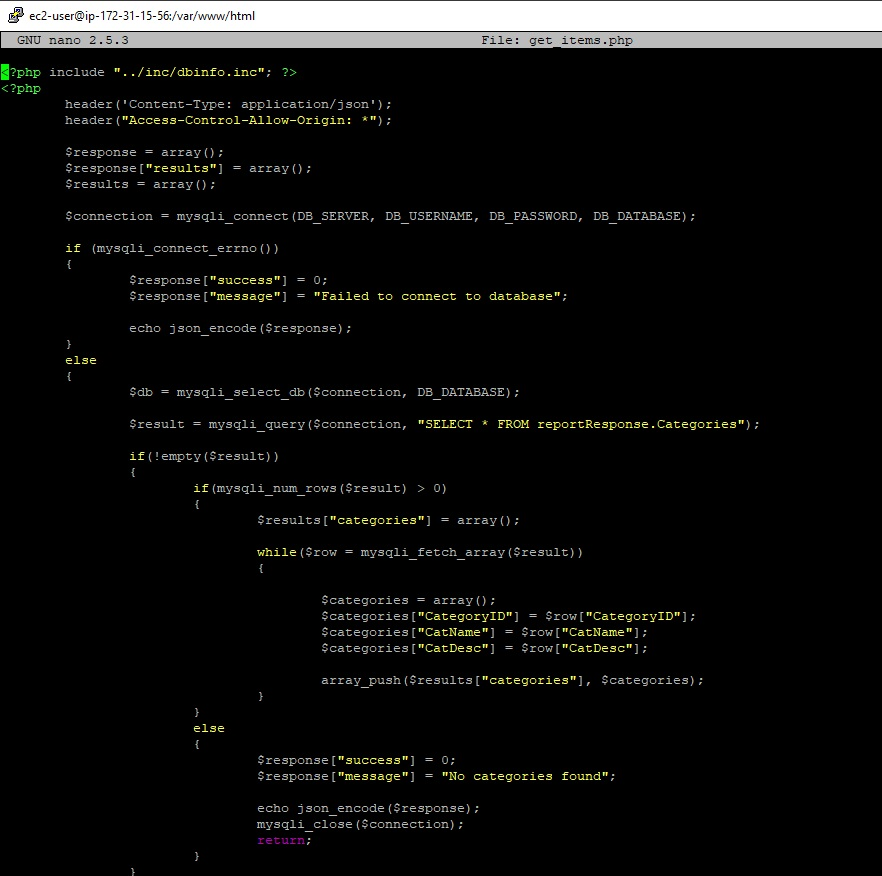 ec2-user@ip-172-31-15-56:/var/www/html
GNU nano 2.5.3 File: get_items.php
<?php include "../inc/dbinfo.inc"; ?>
<?php
header('Content-Type: application/json');
header("Access-Control-Allow-Origin: *");
$response = array();
$response["results"] = array();
$results = array();
$connection = mysqli_connect(DB_SERVER, DB_USERNAME, DB_PASSWORD, DB_DATABASE);
if (mysqli_connect_errno())
{
$response["success"] = 0;
$response["message"] = "Failed to connect to database";
echo json_encode($response);
}
else
{
$db = mysqli_select_db($connection, DB_DATABASE);
$result = mysqli_query($connection, "SELECT * FROM reportResponse.Categories");
if(!empty($result))
{
if(mysqli_num_rows($result) > 0)
{
$results["categories"] = array();
while($row = mysqli_fetch_array($result))
{
$categories = array();
$categories["CategoryID"] = $row["CategoryID"];
$categories["CatName"] = $row["CatName"];
$categories["CatDesc"] = $row["CatDesc"];
array_push($results["categories"], $categories);
}
}
else
{
$response["success"] = 0;
$response["message"] = "No categories found";
echo json_encode($response);
mysqli_close($connection);
return;
}
}